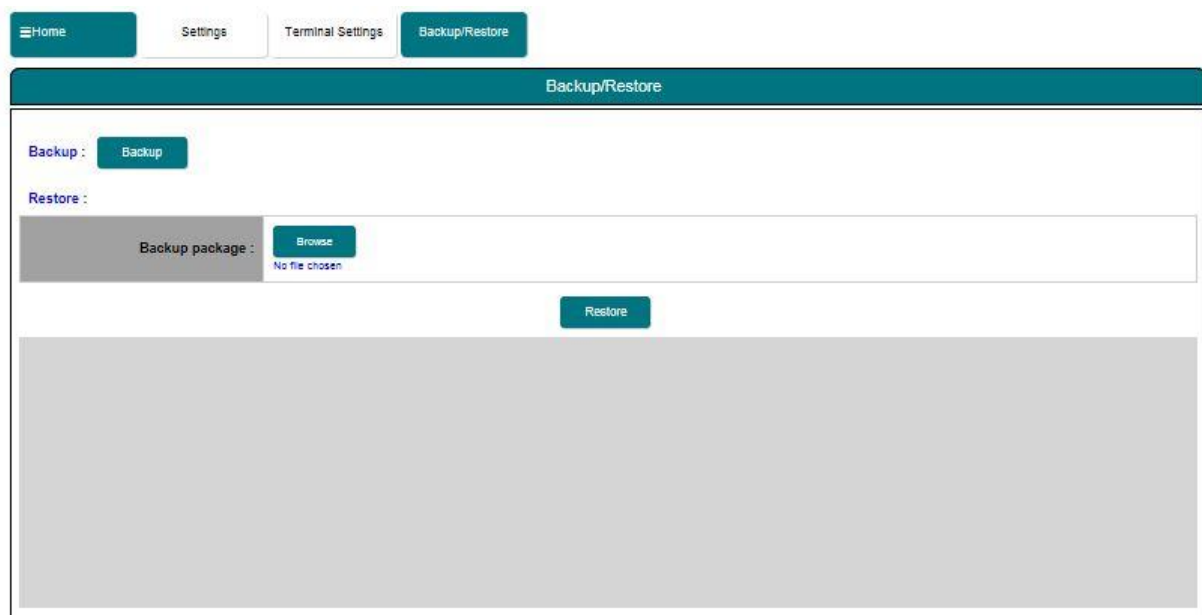 Home Settings Terminal Settings Backup/Restore
Backup/Restore
Backup : Backup
Restore :
Backup package : Browse
No file chosen
Restore